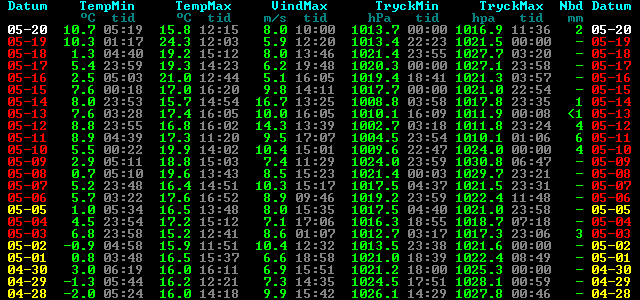 Datum TempMin TempMax VindMax TryckMin TryckMax Nbd Datum
ºC tid ºC tid m/s tid hPa tid hpa tid mm
05-20 10.7 05:19 15.8 12:15 8.0 10:00 1013.7 00:00 1016.9 11:36 2 05-20
05-19 10.3 01:17 24.3 12:03 5.9 12:20 1013.4 22:23 1021.5 00:00 - 05-19
05-18 1.3 04:40 19.2 15:12 8.0 13:46 1021.5 23:54 1027.7 03:20 - 05-18
05-17 5.4 23:59 19.3 14:23 6.2 19:48 1020.3 00:00 1027.1 23:58 - 05-17
05-16 2.5 05:03 21.0 12:44 5.1 16:05 1019.4 18:41 1021.3 03:57 - 05-16
05-15 7.6 00:18 17.0 16:20 9.8 14:11 1017.7 00:00 1021.0 22:54 - 05-15
05-14 8.0 23:53 15.7 14:54 16.7 13:25 1008.8 03:58 1017.8 23:35 1 05-14
05-13 7.6 03:28 17.4 16:05 10.0 16:05 1010.1 16:09 1011.9 00:08 <1 05-13
05-12 8.8 23:55 16.8 16:02 14.3 13:39 1002.7 03:18 1011.8 23:24 4 05-12
05-11 8.9 04:39 17.3 11:20 9.5 17:07 1004.5 23:54 1010.1 01:06 6 05-11
05-10 5.5 00:22 19.9 14:02 10.4 15:01 1009.6 22:47 1024.0 00:00 4 05-10
05-09 2.9 05:11 18.8 15:03 7.4 11:29 1024.0 23:59 1030.8 06:47 - 05-09
05-08 0.7 05:10 19.6 13:43 8.5 15:20 1021.4 00:03 1029.7 23:21 - 05-08
05-07 5.2 23:48 16.4 14:51 10.3 15:17 1017.5 04:37 1021.5 23:31 - 05-07
05-06 5.7 03:22 17.6 16:52 8.9 09:46 1019.2 23:59 1022.4 11:48 - 05-06
05-05 1.0 05:34 16.5 13:48 8.0 15:35 1017.5 04:40 1021.0 23:58 - 05-05
05-04 4.5 23:54 17.2 15:12 7.1 17:06 1016.3 18:55 1018.7 07:18 - 05-04
05-03 6.8 23:58 15.2 12:41 8.6 01:07 1012.7 03:17 1017.3 23:06 3 05-03
05-02 -0.9 04:58 15.9 11:51 10.4 12:32 1013.5 23:38 1021.6 00:00 - 05-02
05-01 0.8 03:48 16.5 15:57 6.6 18:58 1021.0 18:52 1025.4 00:00 - 05-01
04-30 3.0 06:19 16.0 16:11 6.9 15:51 1021.2 18:00 1025.3 00:00 - 04-30
04-29 -1.3 05:44 16.2 12:21 7.3 14:35 1024.5 17:51 1028.1 00:59 - 04-29
04-28 -2.0 05:24 16.0 14:18 9.9 15:42 1026.1 14:29 1027.8 00:46 - 04-28